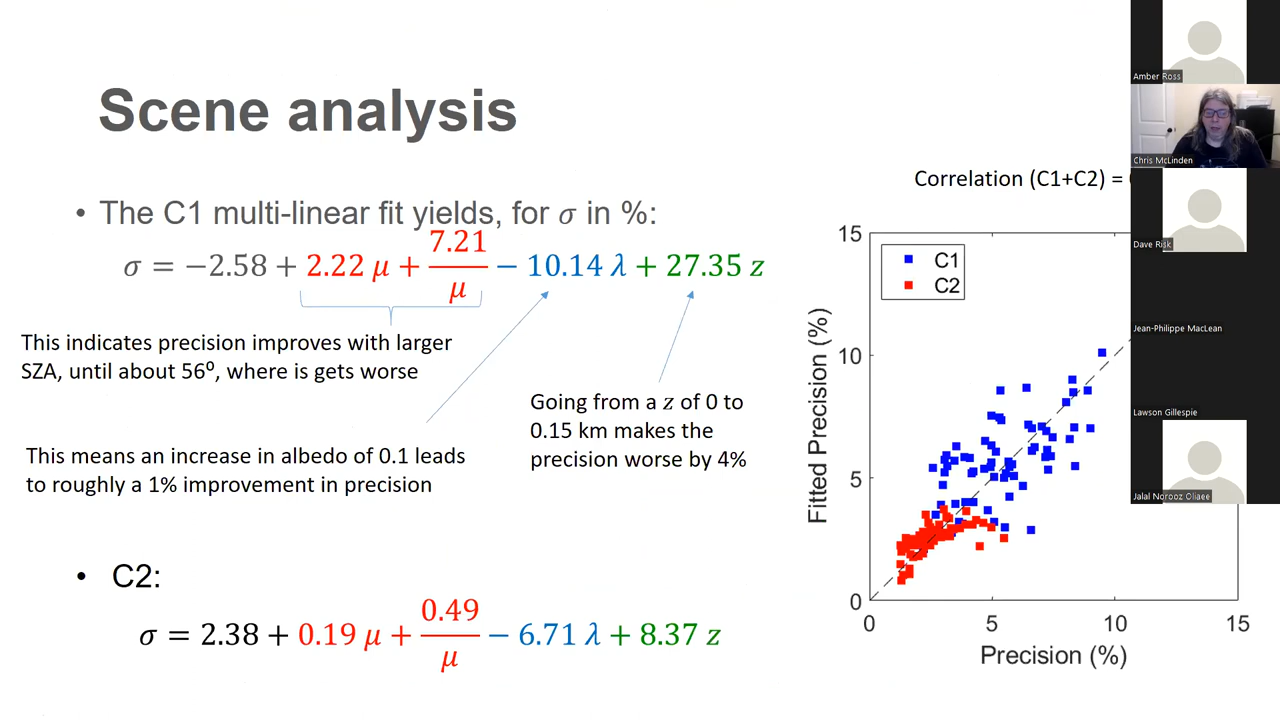 Scene analysis
• The C1 multi-linear fit yields, for 𝜎 in %:
𝜎 = −2.58 + 2.22 𝜇 + 7.21/𝜇 − 10.14 𝜆 + 27.35 𝑧
This indicates precision improves with larger
SZA, until about 56⁰, where is gets worse
This means an increase in albedo of 0.1 leads
to roughly a 1% improvement in precision
Going from a 𝑧 of 0 to
0.15 km makes the
precision worse by 4%
• C2:
𝜎 = 2.38 + 0.19 𝜇 + 0.49/𝜇 − 6.71 𝜆 + 8.37 𝑧
Correlation (C1+C2) =
C1
C2
Fitted Precision (%)
15
10
5
0
0 5 10 15
Precision (%)
Amber Ross
Chris McLinden
Dave Risk
Jean-Philippe MacLean
Lawson Gillespie
Jalal Norooz Oliaee